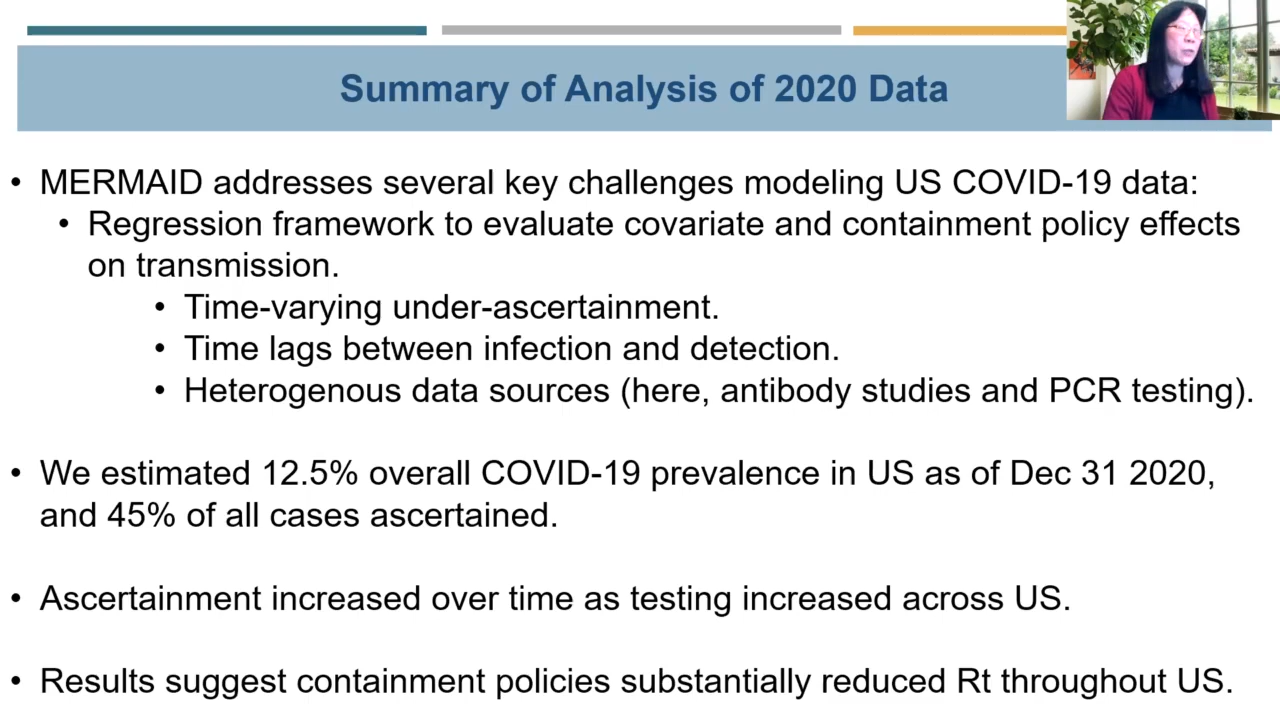 Summary of Analysis of 2020 Data
• MERMAID addresses several key challenges modeling US COVID-19 data:
• Regression framework to evaluate covariate and containment policy effects
on transmission.
• Time-varying under-ascertainment.
• Time lags between infection and detection.
• Heterogenous data sources (here, antibody studies and PCR testing).
• We estimated 12.5% overall COVID-19 prevalence in US as of Dec 31 2020,
and 45% of all cases ascertained.
• Ascertainment increased over time as testing increased across US.
• Results suggest containment policies substantially reduced Rt throughout US.